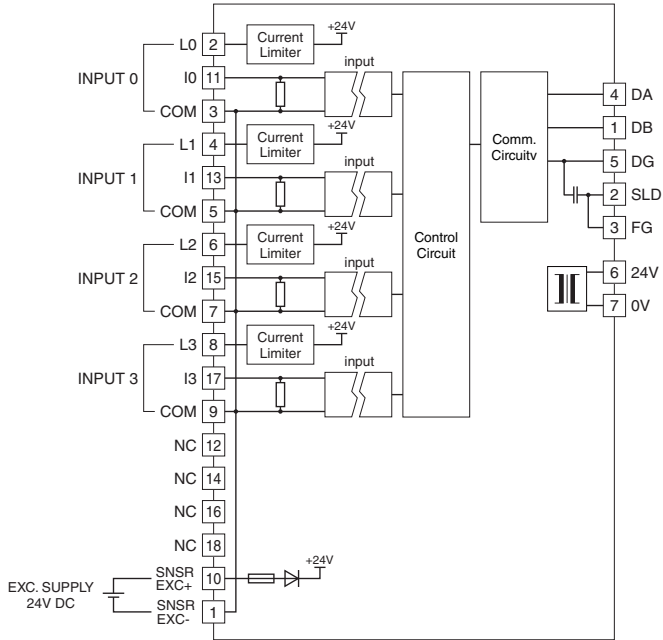 +24V
L0 2 Current Limiter
input
INPUT 0
I0 11
COM 3
+24V
L1 4 Current Limiter
input
INPUT 1
I1 13
COM 5
+24V
L2 6 Current Limiter
input
INPUT 2
I2 15
COM 7
+24V
L3 8 Current Limiter
input
INPUT 3
I3 17
COM 9
NC 12
NC 14
NC 16
NC 18
+24V
SNSR EXC+ 10
EXC. SUPPLY
24V DC
SNSR EXC- 1
Control
Circuit
Comm.
Circuitv
4 DA
1 DB
5 DG
2 SLD
3 FG
6 24V
7 0V